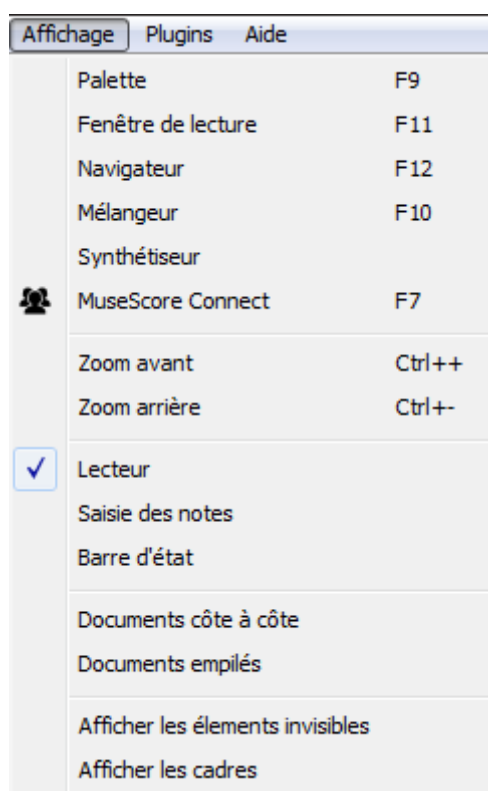 Affichage Plugins Aide
Palette F9
Fenêtre de lecture F11
Navigateur F12
Mélangeur F10
Synthétiseur
MuseScore Connect F7
Zoom avant Ctrl++
Zoom arrière Ctrl+-
Lecteur
Saisie des notes
Barre d'état
Documents côte à côte
Documents empilés
Afficher les élements invisibles
Afficher les cadres